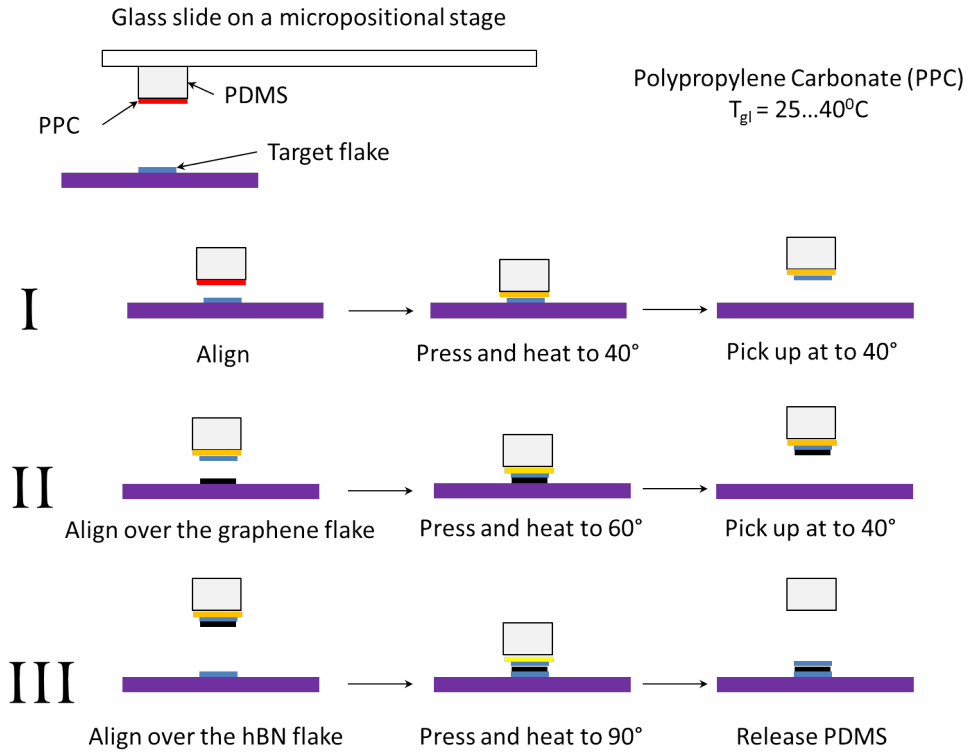 Glass slide on a micropositional stage
Polypropylene Carbonate (PPC)
T_gl = 25...40⁰C
PDMS
PPC
Target flake
I
Align
Press and heat to 40°
Pick up at to 40°
II
Align over the graphene flake
Press and heat to 60°
Pick up at to 40°
III
Align over the hBN flake
Press and heat to 90°
Release PDMS